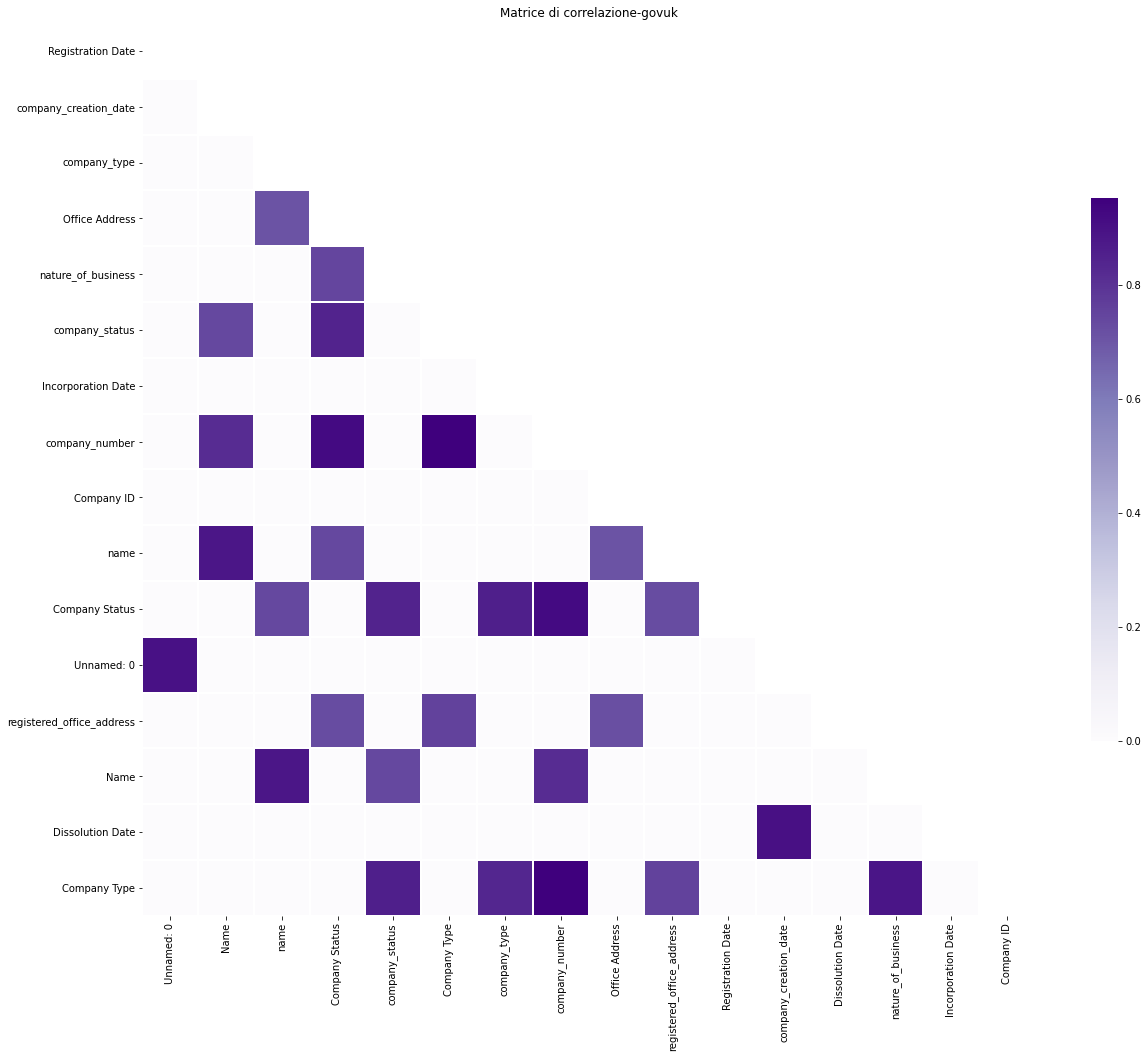 Matrice di correlazione-govuk
Registration Date
company_creation_date
company_type
Office Address
nature_of_business
company_status
Incorporation Date
company_number
Company ID
name
Company Status
Unnamed: 0
registered_office_address
Name
Dissolution Date
Company Type
Unnamed: 0
Name
name
Company Status
company_status
Company Type
company_type
company_number
Office Address
registered_office_address
Registration Date
company_creation_date
Dissolution Date
nature_of_business
Incorporation Date
Company ID
0.8
0.6
0.4
0.2
0.0